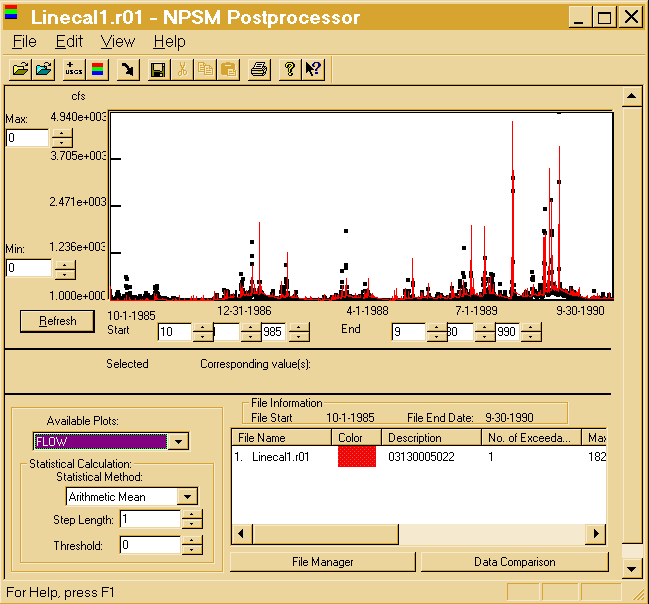 Linecal1.r01 - NPSM Postprocessor
File Edit View Help
+ USGS ? ?
cfs
Max: 4.940e+003
0
3.705e+003
2.471e+003
Min: 1.236e+003
0
1.000e+000
Refresh
10-1-1985 12-31-1986 4-1-1988 7-1-1989 9-30-1990
Start 10 985 End 9 30 990
Selected Corresponding value(s):
Available Plots:
FLOW
Statistical Calculation:
Statistical Method:
Arithmetic Mean
Step Length: 1
Threshold: 0
File Information
File Start 10-1-1985 File End Date: 9-30-1990
File Name Color Description No. of Exceeda... Max
1. Linecal1.r01 03130005022 1 182
File Manager Data Comparison
For Help, press F1